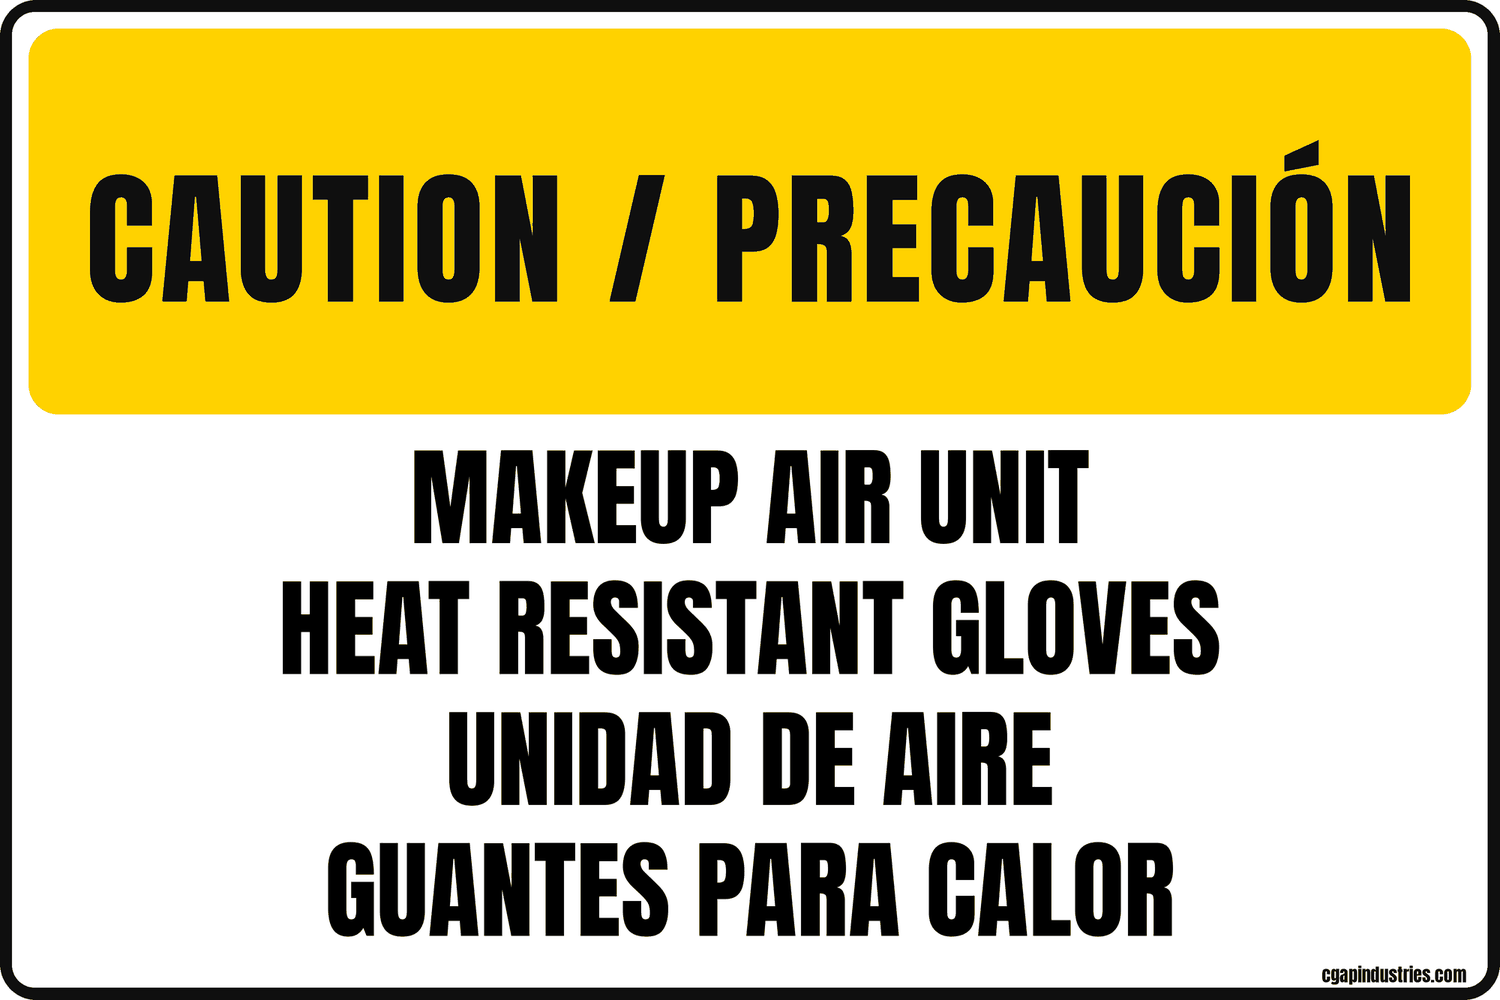 CAUTION / PRECAUCIÓN
MAKEUP AIR UNIT
HEAT RESISTANT GLOVES
UNIDAD DE AIRE
GUANTES PARA CALOR
cgapindustries.com